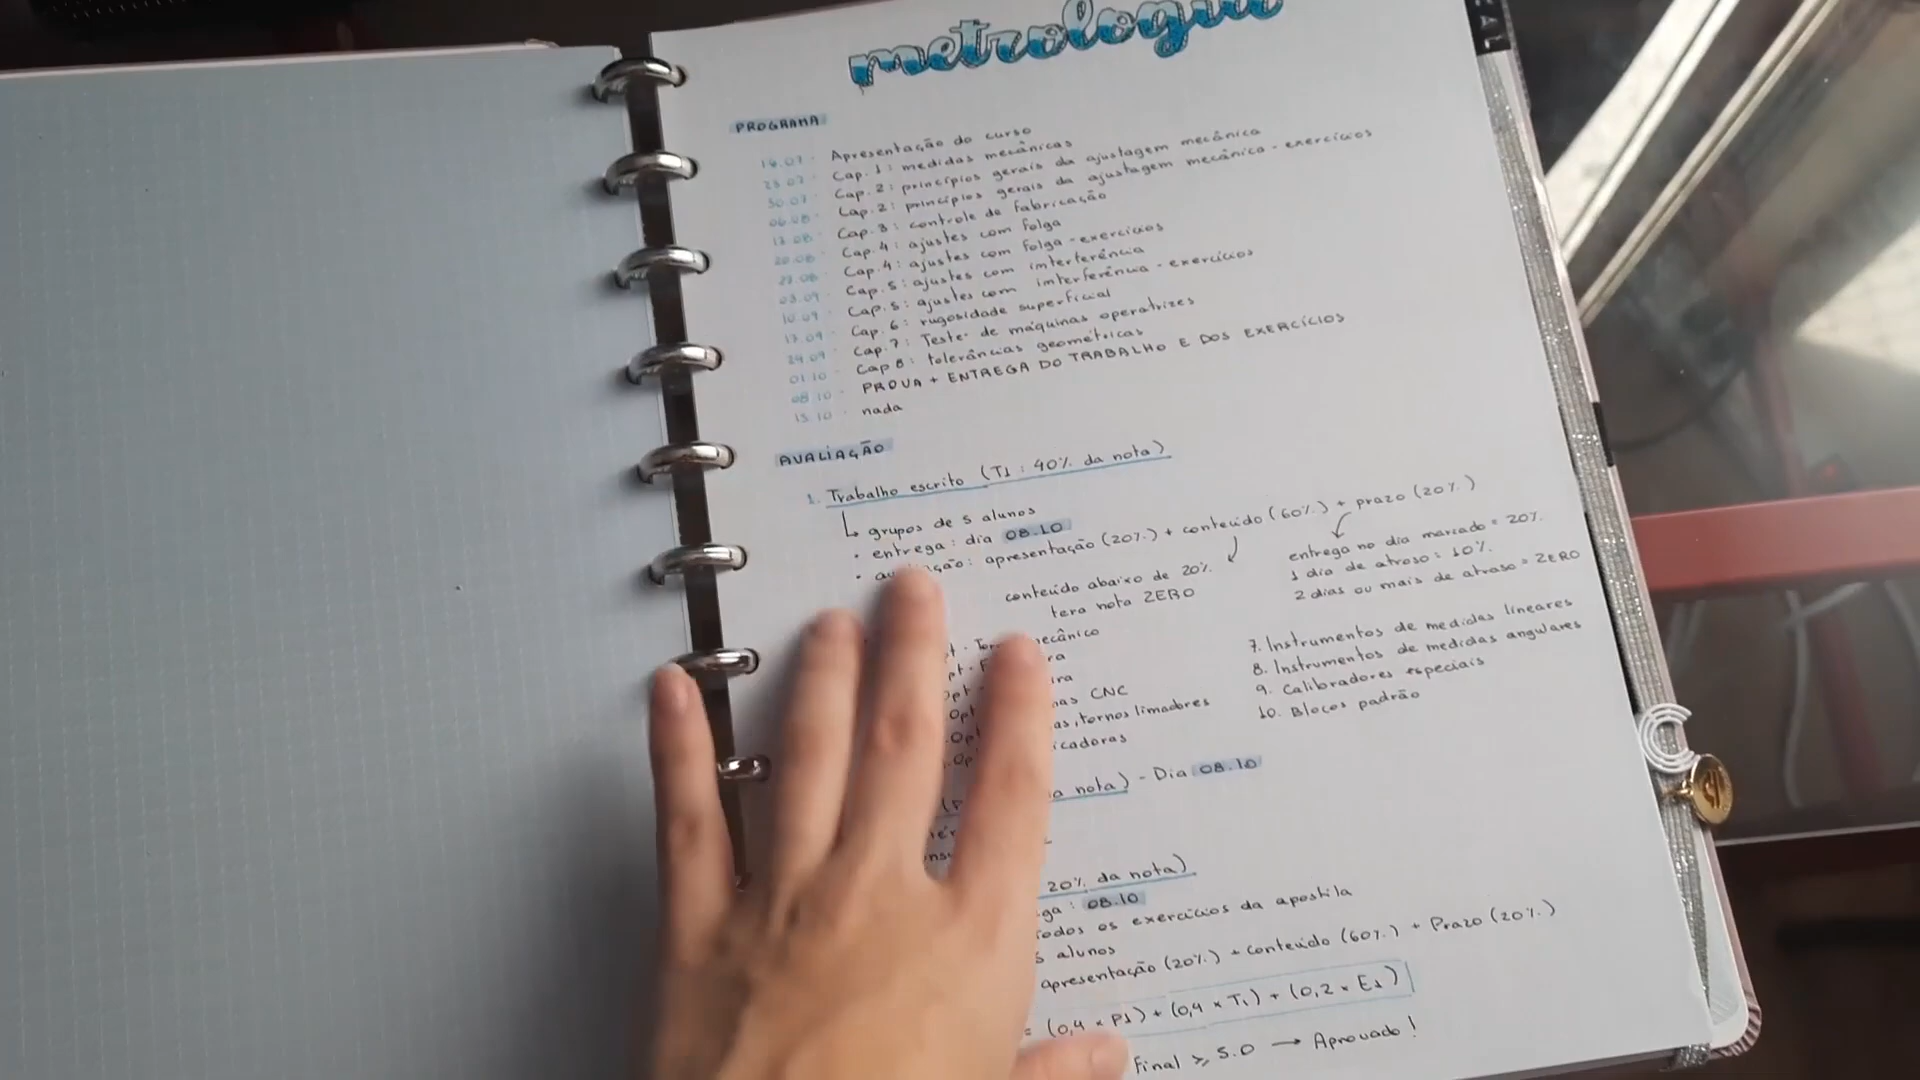 metrologia
PROGRAMA
Apresentação do curso
23.07 · Cap. 1: medidas mecânicas
30.07 · Cap. 2: princípios gerais da ajustagem mecânica
06.08 · Cap. 2: princípios gerais da ajustagem mecânica - exercícios
13.08 · Cap. 3: controle de fabricação
20.08 · Cap. 4: ajustes com folga
27.08 · Cap. 4: ajustes com folga - exercícios
03.09 · Cap. 5: ajustes com interferência
10.09 · Cap. 5: ajustes com interferência - exercícios
17.09 · Cap. 6: rugosidade superficial
24.09 · Cap. 7: Teste de máquinas operatrizes
01.10 · Cap 8: tolerâncias geométricas
08.10 · PROVA + ENTREGA DO TRABALHO E DOS EXERCÍCIOS
15.10 · nada
AVALIAÇÃO
1. Trabalho escrito (T1 : 40% da nota)
grupos de 5 alunos
• entrega: dia 08.10
apresentação (20%) + conteúdo (60%) + prazo (20%)
conteúdo abaixo de 20%
tera nota ZERO
entrega no dia marcado = 20%
1 dia de atraso = 10%
2 dias ou mais de atraso = ZERO
mecânico
CNC
tornos limadores
7. Instrumentos de medidas lineares
8. Instrumentos de medidas angulares
9. Calibradores especiais
10. Blocos padrão
nota) - Dia 08.10
20% da nota)
08.10
todos os exercícios da apostila
5 alunos
apresentação (20%) + conteúdo (60%) + Prazo (20%)
= (0,4 × P1) + (0,4 × T1) + (0,2 × E1)
Final ≥ 5.0 → Aprovado!